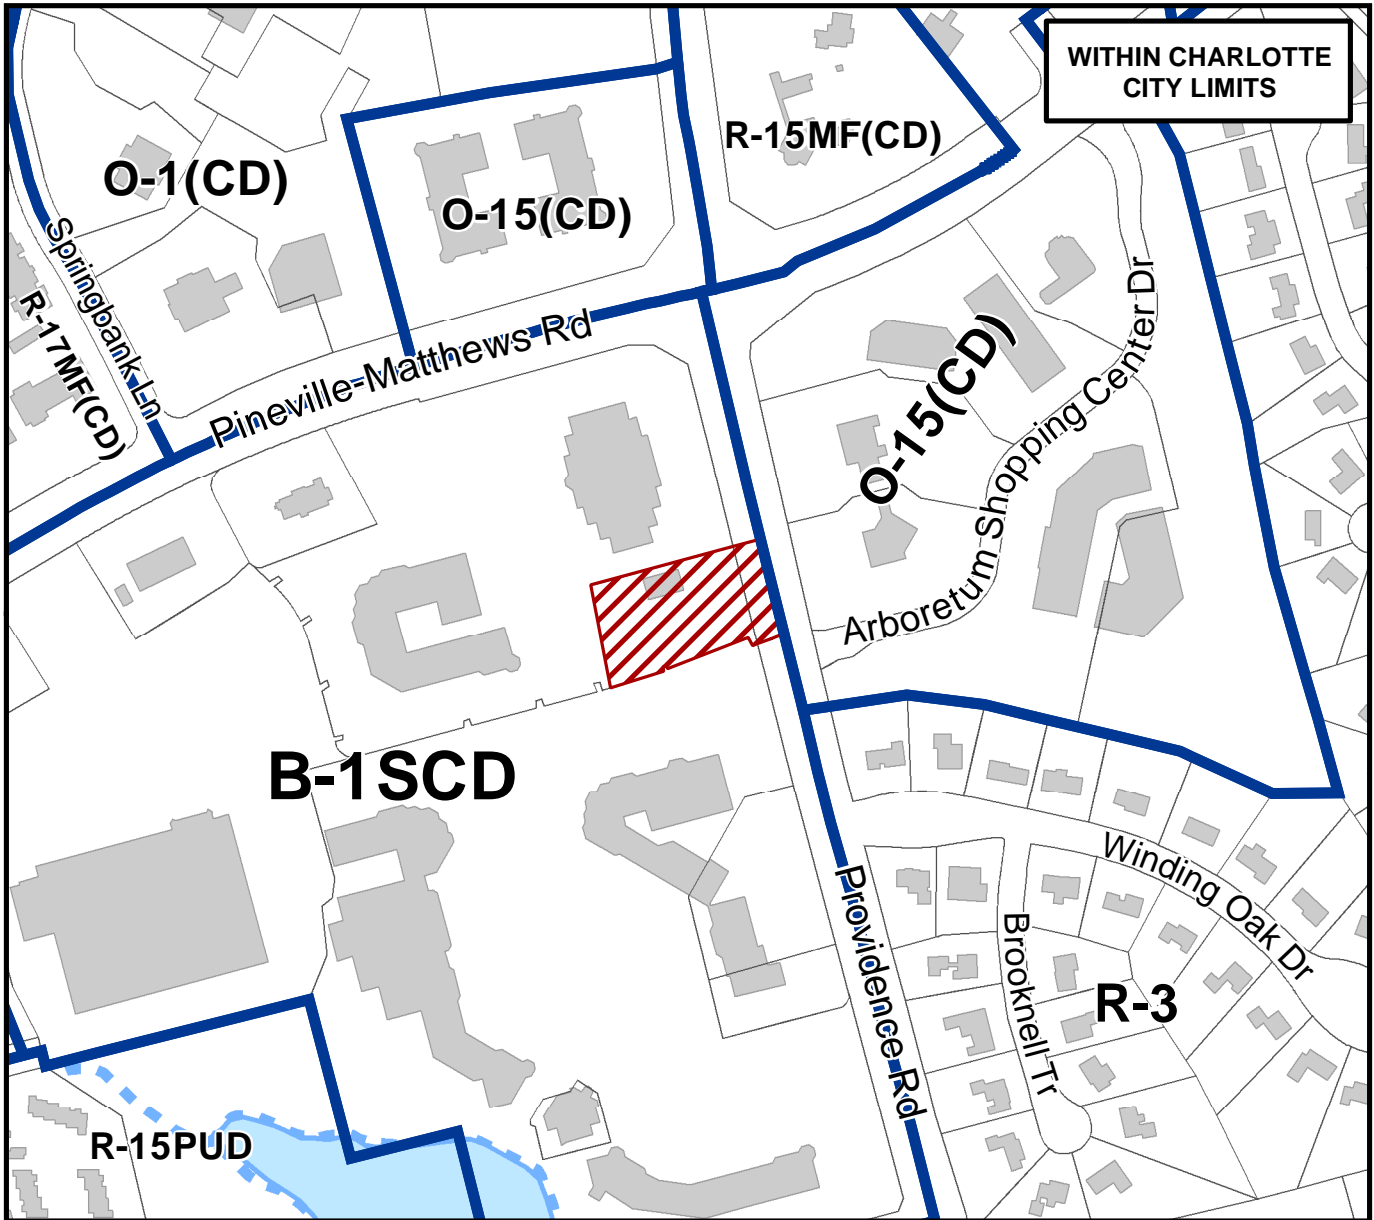 WITHIN CHARLOTTE
CITY LIMITS
R-15MF(CD)
O-1(CD)
O-15(CD)
Springbank Ln
R-17MF(CD)
Pineville-Matthews Rd
O-15(CD)
Arboretum Shopping Center Dr
B-1SCD
Providence Rd
Winding Oak Dr
Brooknell Tr
R-3
R-15PUD